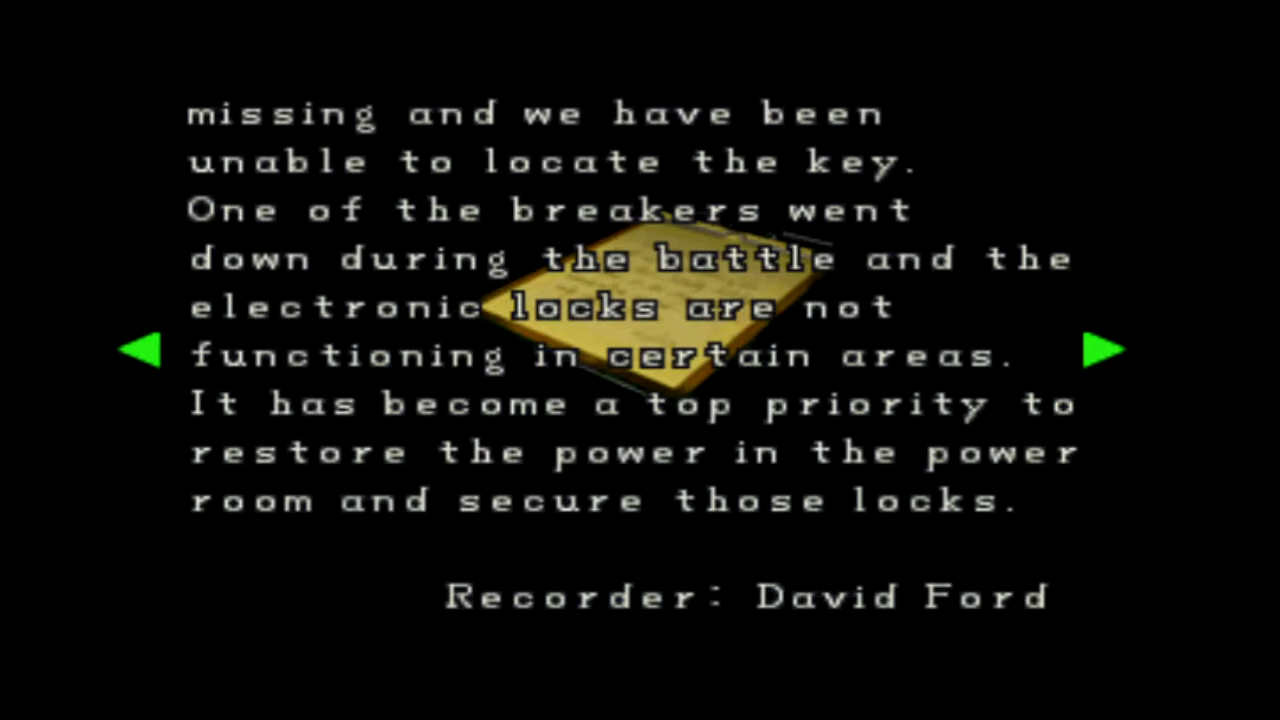 missing and we have been
unable to locate the key.
One of the breakers went
down during the battle and the
electronic locks are not
functioning in certain areas.
It has become a top priority to
restore the power in the power
room and secure those locks.
Recorder: David Ford